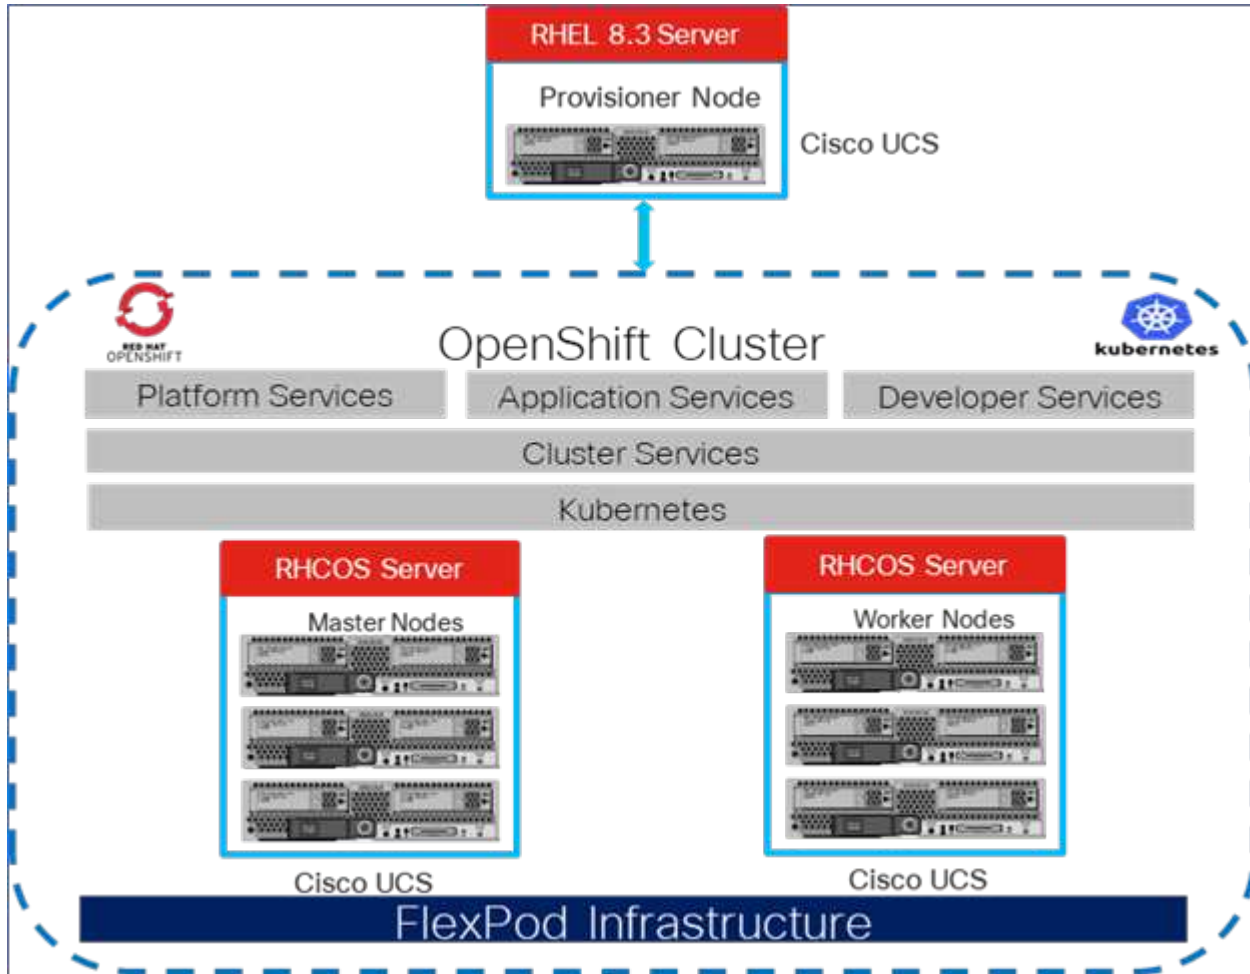 RHEL 8.3 Server
Provisioner Node
Cisco UCS
RED HAT
OPENSHIFT
OpenShift Cluster
kubernetes
Platform Services
Application Services
Developer Services
Cluster Services
Kubernetes
RHCOS Server
Master Nodes
Cisco UCS
RHCOS Server
Worker Nodes
Cisco UCS
FlexPod Infrastructure